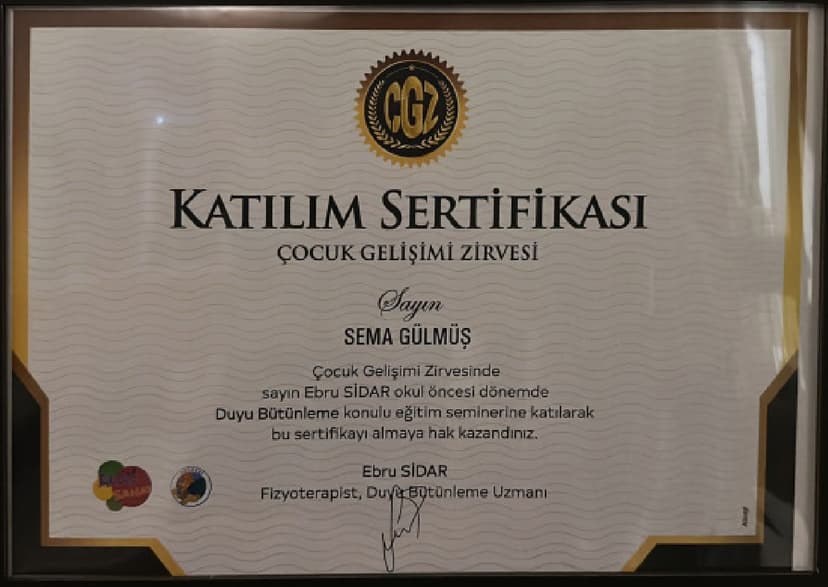 ÇGZ
KATILIM SERTİFİKASI
ÇOCUK GELİŞİMİ ZİRVESİ
Sayın
SEMA GÜLMÜŞ
Çocuk Gelişimi Zirvesinde
sayın Ebru SİDAR okul öncesi dönemde
Duyu Bütünleme konulu eğitim seminerine katılarak
bu sertifikayı almaya hak kazandınız.
Ebru SİDAR
Fizyoterapist, Duyu Bütünleme Uzmanı